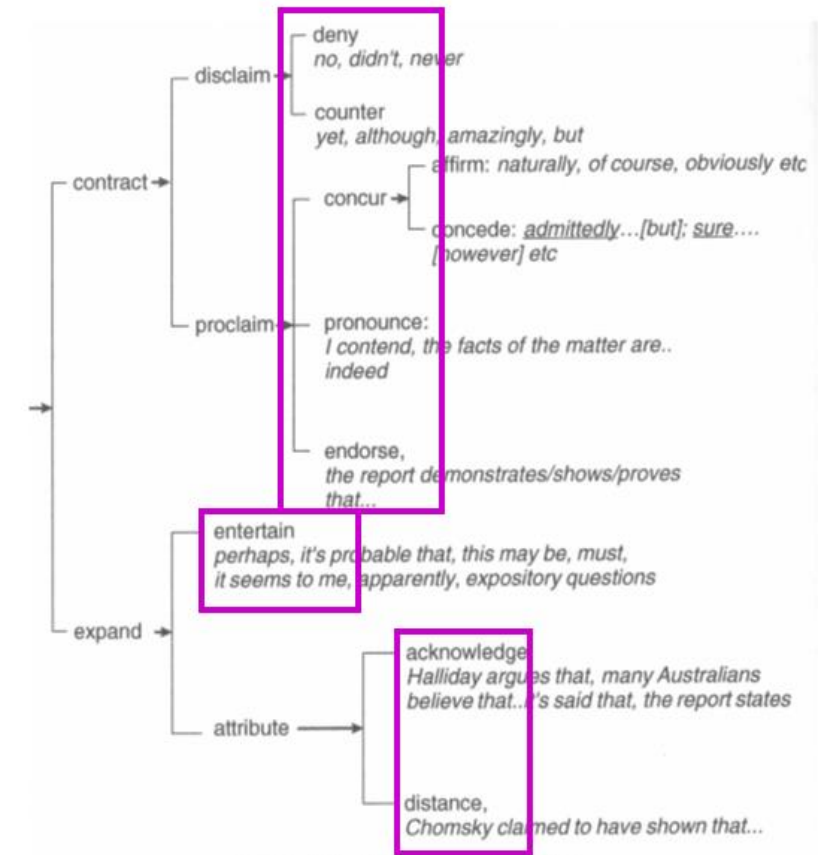 deny
no, didn't, never
disclaim
counter
yet, although, amazingly, but
affirm: naturally, of course, obviously etc
contract
concur
concede: admittedly...[but]; sure....
[however] etc
proclaim
pronounce:
I contend, the facts of the matter are..
indeed
endorse,
the report demonstrates/shows/proves
that...
entertain
perhaps, it's probable that, this may be, must,
it seems to me, apparently, expository questions
expand
acknowledge
Halliday argues that, many Australians
believe that..it's said that, the report states
attribute
distance,
Chomsky claimed to have shown that...